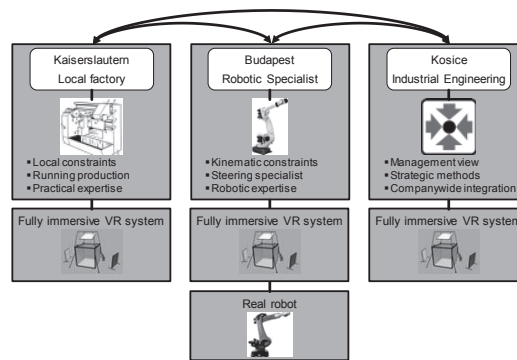 Kaiserslautern
Local factory
▪ Local constraints
▪ Running production
▪ Practical expertise
Fully immersive VR system
Budapest
Robotic Specialist
▪ Kinematic constraints
▪ Steering specialist
▪ Robotic expertise
Fully immersive VR system
Real robot
Kosice
Industrial Engineering
▪ Management view
▪ Strategic methods
▪ Companywide integration
Fully immersive VR system